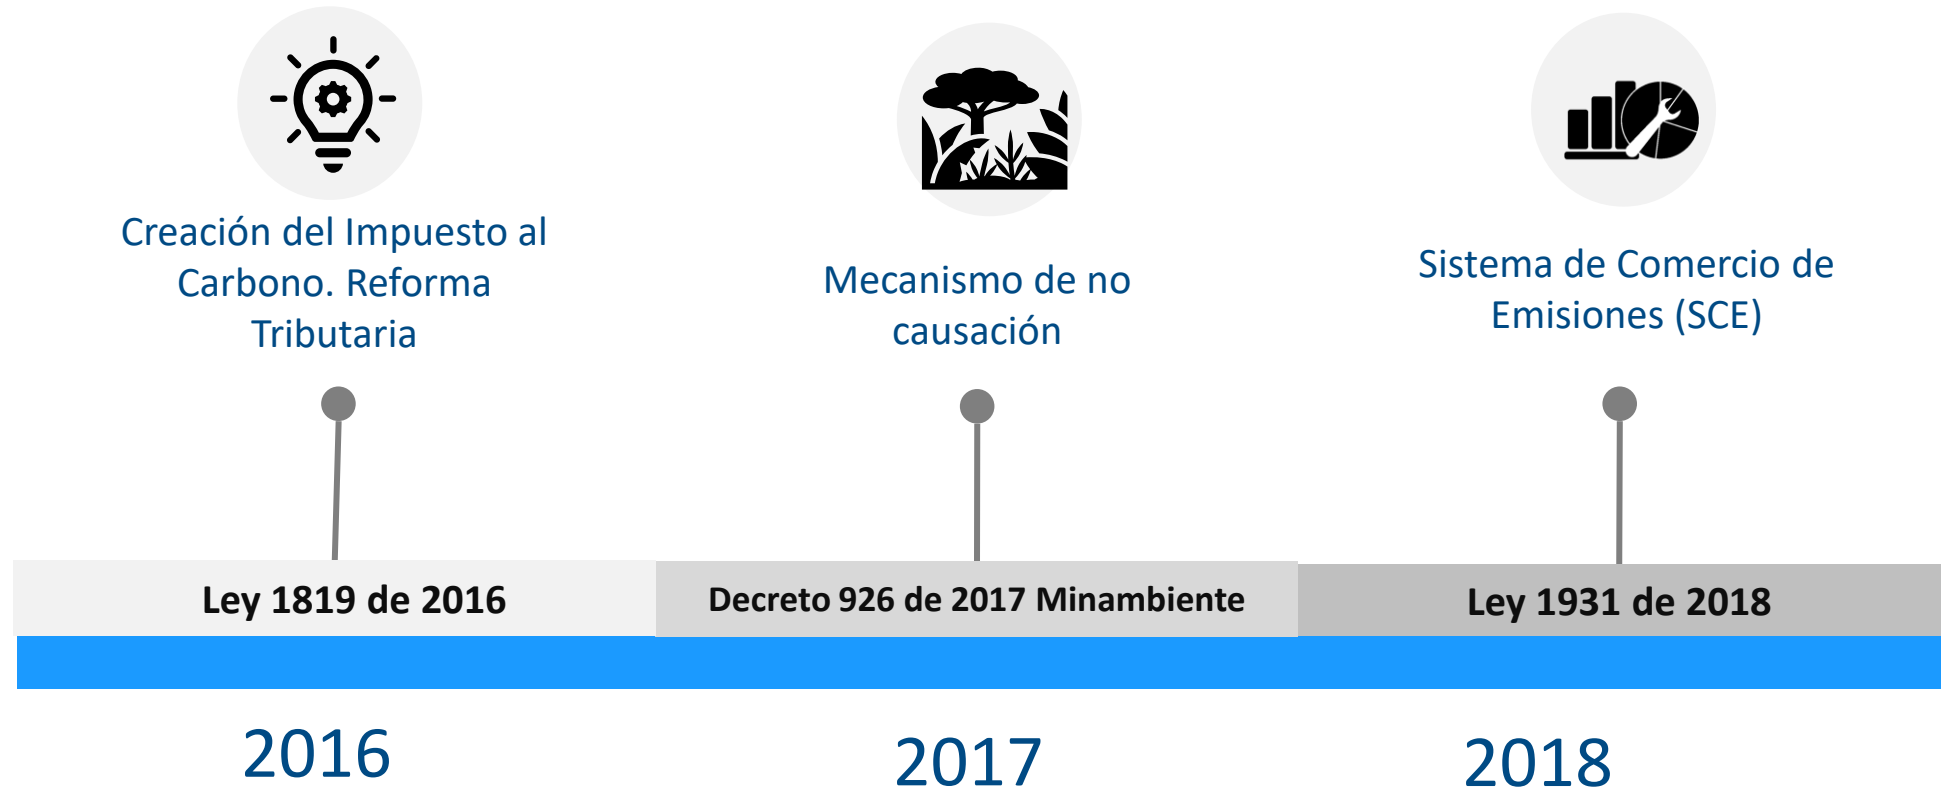 Creación del Impuesto al
Carbono. Reforma
Tributaria
Mecanismo de no
causación
Sistema de Comercio de
Emisiones (SCE)
Ley 1819 de 2016
Decreto 926 de 2017 Minambiente
Ley 1931 de 2018
2016
2017
2018